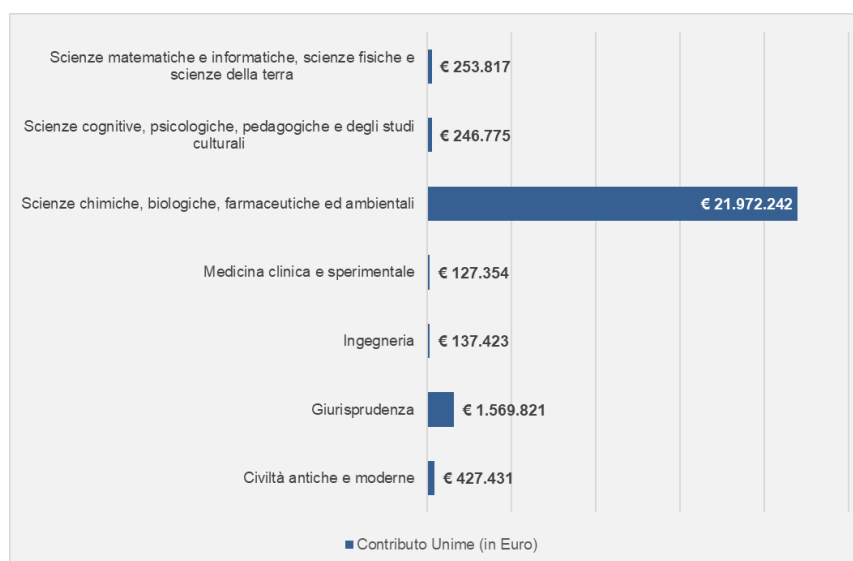 Scienze matematiche e informatiche, scienze fisiche e
scienze della terra
€ 253.817
Scienze cognitive, psicologiche, pedagogiche e degli studi
culturali
€ 246.775
Scienze chimiche, biologiche, farmaceutiche ed ambientali
€ 21.972.242
Medicina clinica e sperimentale
€ 127.354
Ingegneria
€ 137.423
Giurisprudenza
€ 1.569.821
Civiltà antiche e moderne
€ 427.431
Contributo Unime (in Euro)